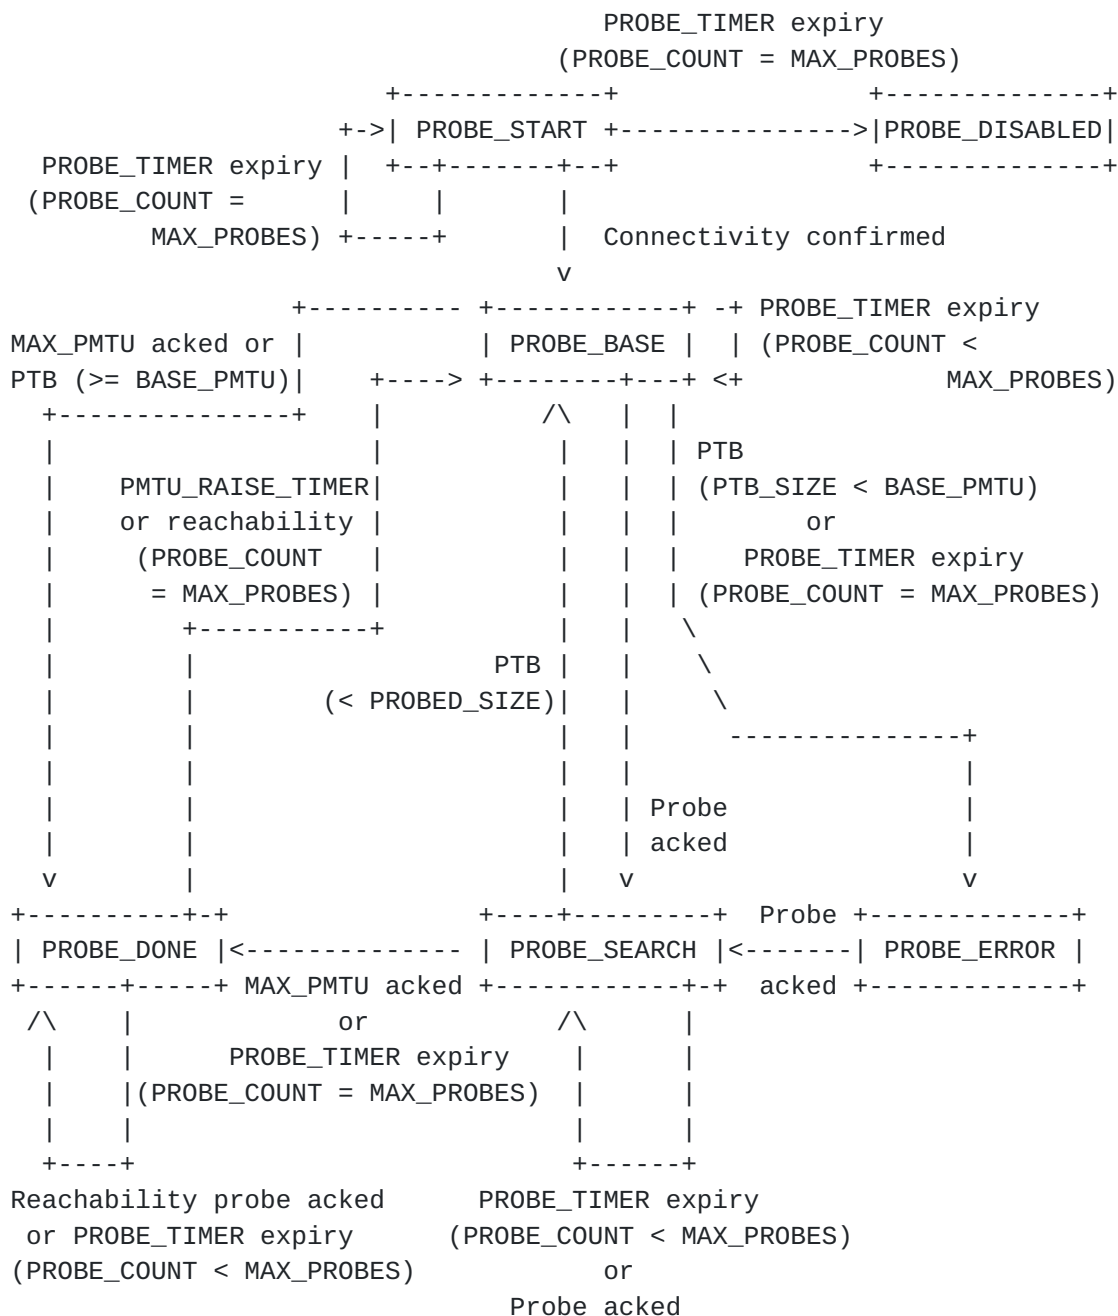 PROBE_TIMER expiry
(PROBE_COUNT = MAX_PROBES)
+-------------+                +--------------+
+->| PROBE_START +--------------->|PROBE_DISABLED|
PROBE_TIMER expiry |  +--+-------+--+                +--------------+
(PROBE_COUNT =      |     |       |
MAX_PROBES) +-----+       |  Connectivity confirmed
v
+---------- +------------+ -+ PROBE_TIMER expiry
MAX_PMTU acked or |           | PROBE_BASE |  | (PROBE_COUNT <
PTB (>= BASE_PMTU)|    +----> +--------+---+ <+             MAX_PROBES)
+---------------+    |          /\    |  |
|                    |           |   |  | PTB
|    PMTU_RAISE_TIMER|           |   |  | (PTB_SIZE < BASE_PMTU)
|    or reachability |           |   |  |        or
|     (PROBE_COUNT   |           |   |  |    PROBE_TIMER expiry
|      = MAX_PROBES) |           |   |  | (PROBE_COUNT = MAX_PROBES)
|        +-----------+           |   |   \
|        |                   PTB |   |    \
|        |        (< PROBED_SIZE)|   |     \
|        |                       |   |      ---------------+
|        |                       |   |                     |
|        |                       |   | Probe               |
|        |                       |   | acked               |
v        |                       |   v                     v
+----------+-+                +----+---------+  Probe +-------------+
| PROBE_DONE |<-------------- | PROBE_SEARCH |<-------| PROBE_ERROR |
+------+-----+ MAX_PMTU acked +------------+-+  acked +-------------+
/\    |             or            /\      |
|    |      PROBE_TIMER expiry    |      |
|    |(PROBE_COUNT = MAX_PROBES)  |      |
|    |                            |      |
+----+                            +------+
Reachability probe acked      PROBE_TIMER expiry
or PROBE_TIMER expiry      (PROBE_COUNT < MAX_PROBES)
(PROBE_COUNT < MAX_PROBES)            or
Probe acked